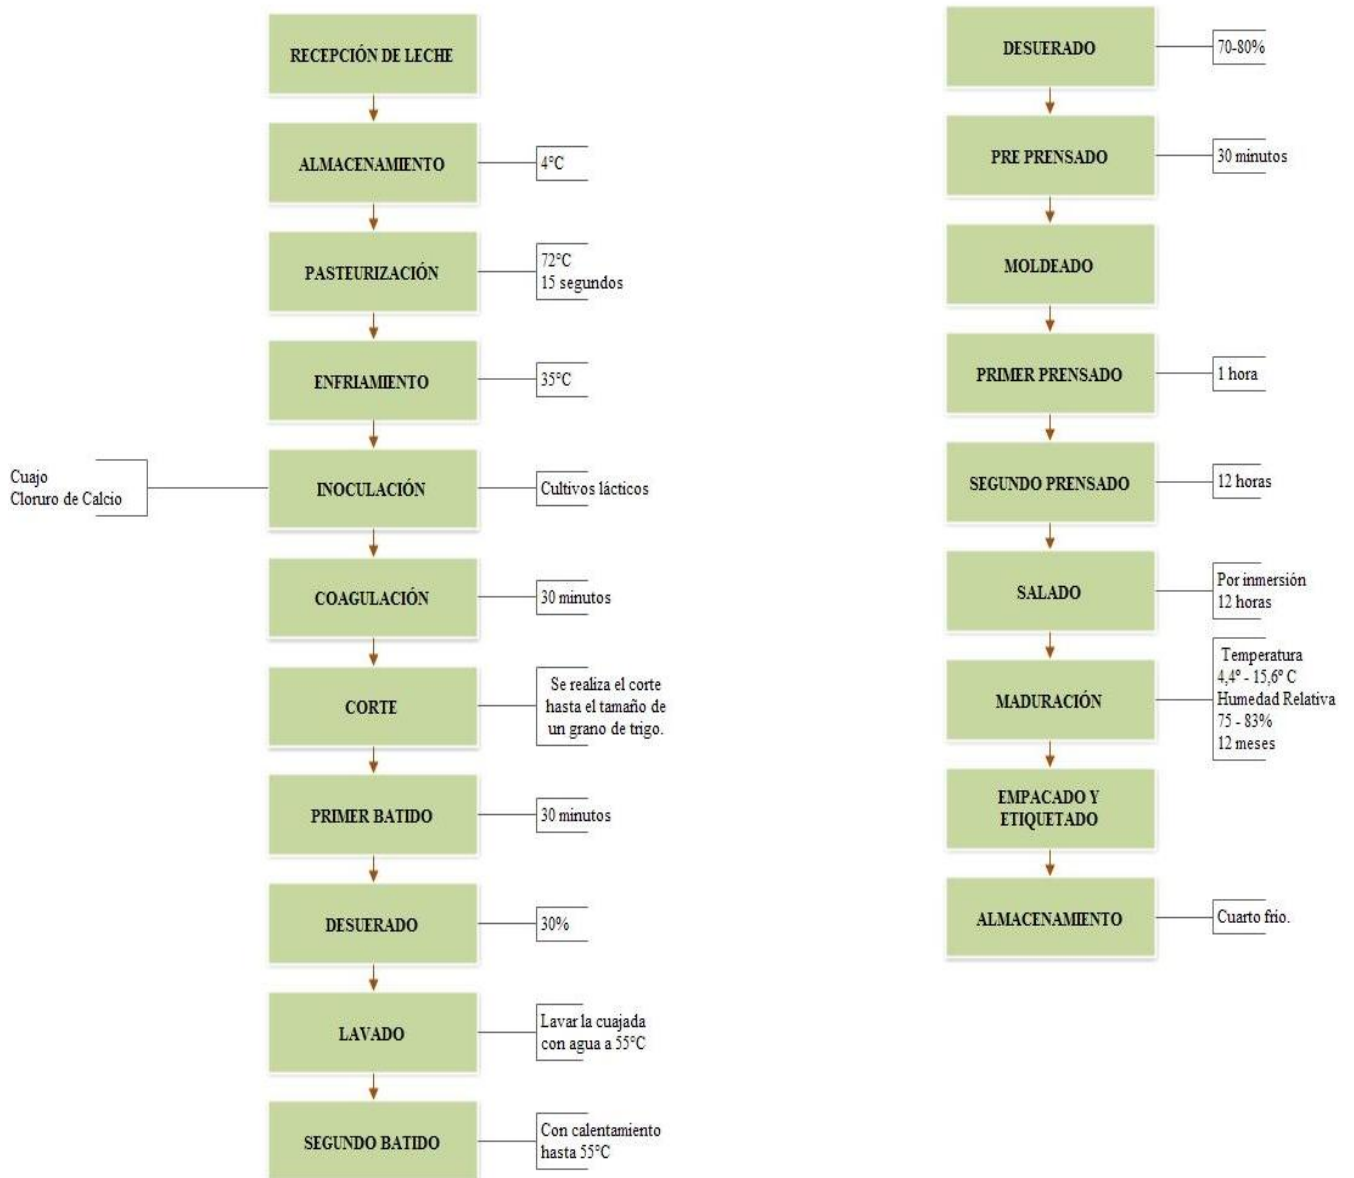 RECEPCIÓN DE LECHE
ALMACENAMIENTO
4°C
PASTEURIZACIÓN
72°C
15 segundos
ENFRIAMIENTO
35°C
Cuajo
Cloruro de Calcio
INOCULACIÓN
Cultivos lácticos
COAGULACIÓN
30 minutos
CORTE
Se realiza el corte
hasta el tamaño de
un grano de trigo.
PRIMER BATIDO
30 minutos
DESUERADO
30%
LAVADO
Lavar la cuajada
con agua a 55°C
SEGUNDO BATIDO
Con calentamiento
hasta 55°C
DESUERADO
70-80%
PRE PRENSADO
30 minutos
MOLDEADO
PRIMER PRENSADO
1 hora
SEGUNDO PRENSADO
12 horas
SALADO
Por inmersión
12 horas
MADURACIÓN
Temperatura
4,4º - 15,6º C
Humedad Relativa
75 - 83%
12 meses
EMPACADO Y
ETIQUETADO
ALMACENAMIENTO
Cuarto frio.